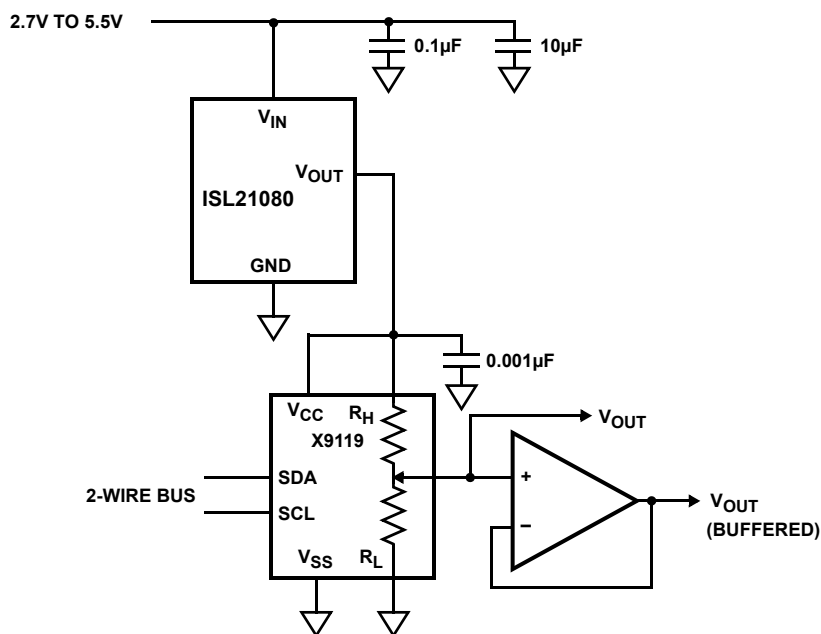 2.7V TO 5.5V
0.1µF
10µF
VIN
VOUT
ISL21080
GND
0.001µF
VCC
RH
X9119
VOUT
SDA
+
2-WIRE BUS
SCL
−
VOUT
(BUFFERED)
VSS
RL